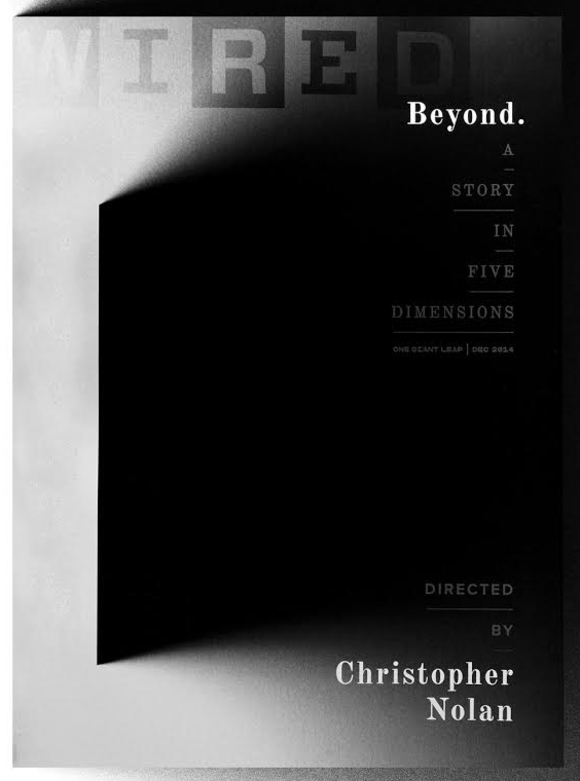 WIRED
Beyond.
A
STORY
IN
FIVE
DIMENSIONS
ONE GIANT LEAP | DEC 2014
DIRECTED
BY
Christopher
Nolan